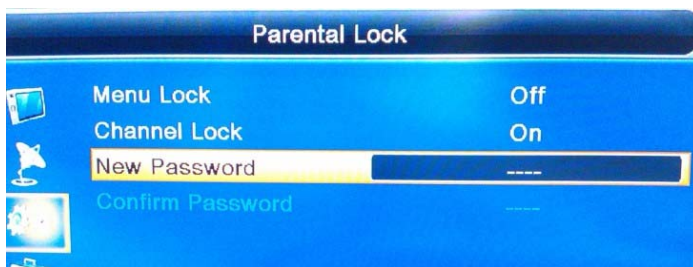 Parental Lock
Menu Lock Off
Channel Lock On
New Password ----
Confirm Password ----